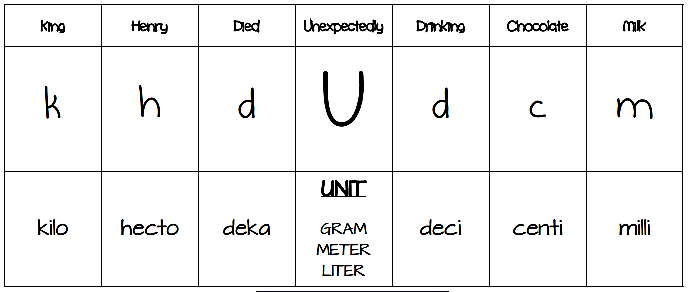 King Henry Died Unexpectedly Drinking Chocolate Milk
k h d U d c m
kilo hecto deka UNIT deci centi milli
GRAM
METER
LITER